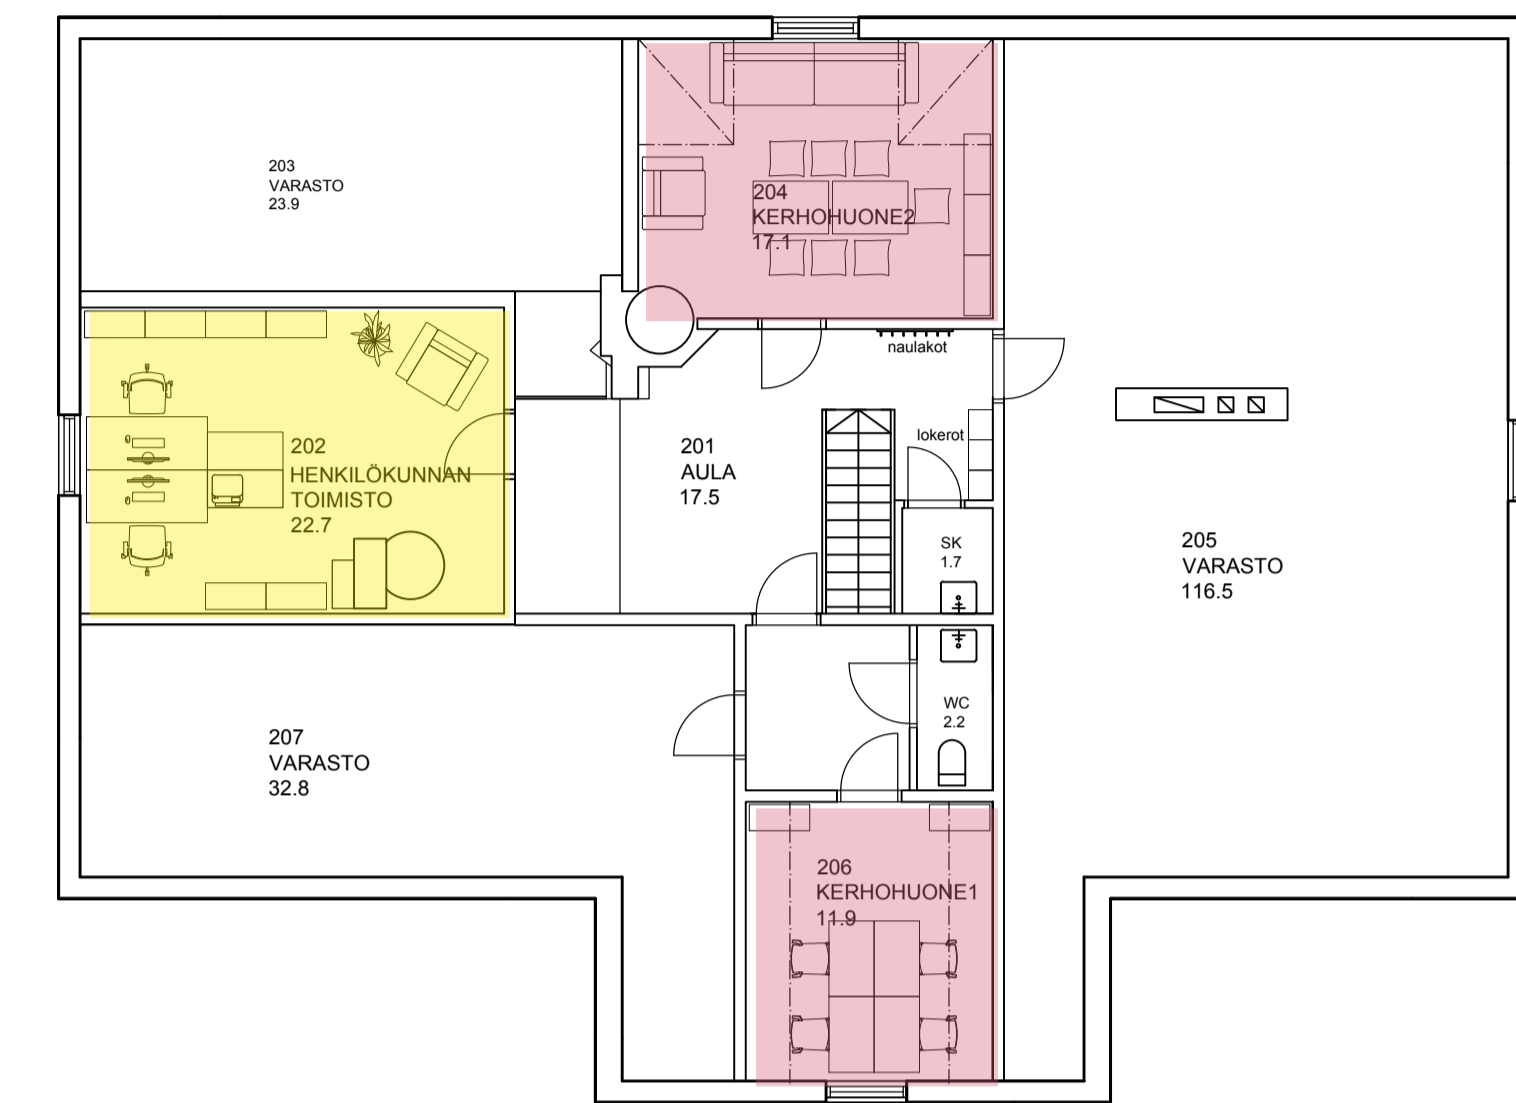 203
VARASTO
23.9
204
KERHOHUONE2
17.1
naulakot
lokerot
202
HENKILÖKUNNAN
TOIMISTO
22.7
201
AULA
17.5
SK
1.7
205
VARASTO
116.5
WC
2.2
207
VARASTO
32.8
206
KERHOHUONE1
11.9